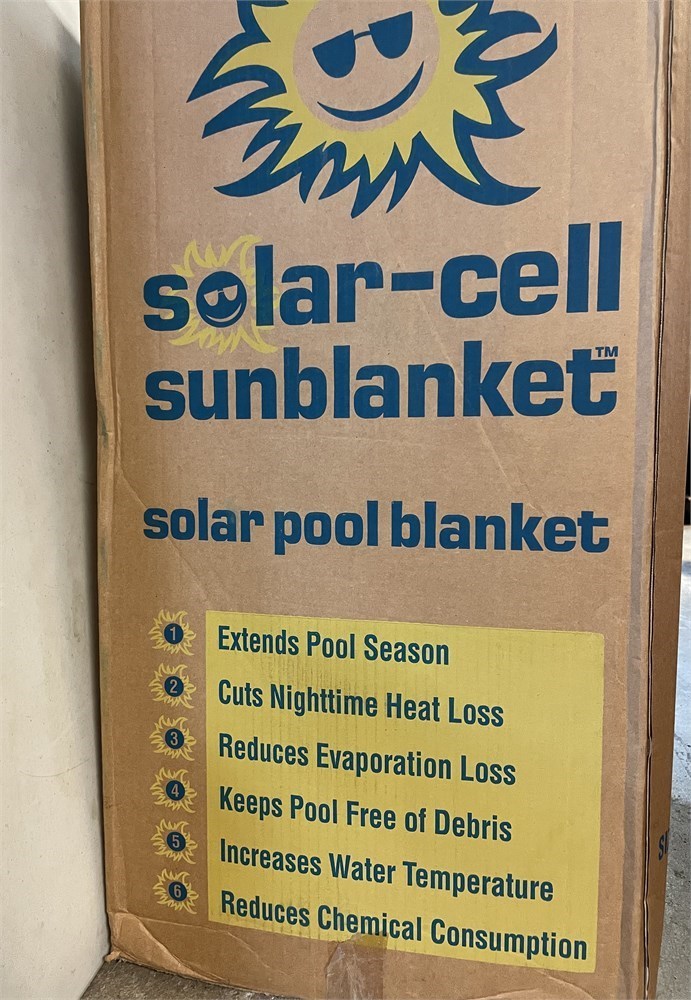 solar-cell
sunblanket™
solar pool blanket
1 Extends Pool Season
2 Cuts Nighttime Heat Loss
3 Reduces Evaporation Loss
4 Keeps Pool Free of Debris
5 Increases Water Temperature
6 Reduces Chemical Consumption